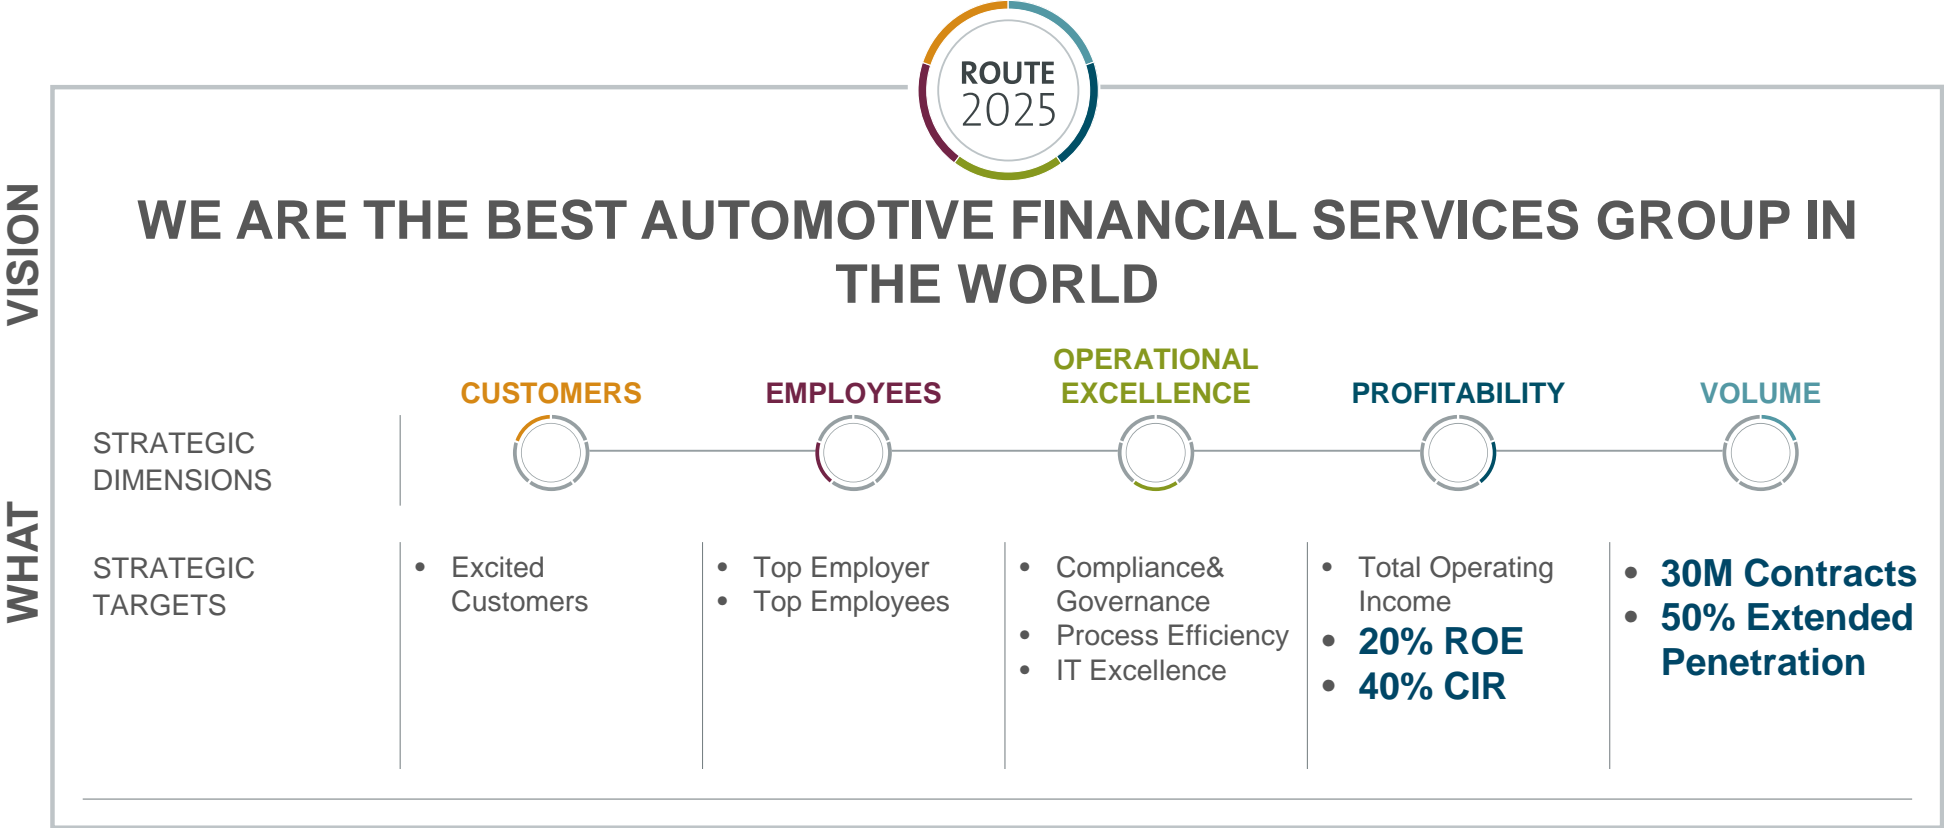 ROUTE
2025
VISION
WE ARE THE BEST AUTOMOTIVE FINANCIAL SERVICES GROUP IN
THE WORLD
WHAT
STRATEGIC
DIMENSIONS
CUSTOMERS
EMPLOYEES
OPERATIONAL
EXCELLENCE
PROFITABILITY
VOLUME
STRATEGIC
TARGETS
• Excited
Customers
• Top Employer
• Top Employees
• Compliance&
Governance
• Process Efficiency
• IT Excellence
• Total Operating
Income
• 20% ROE
• 40% CIR
• 30M Contracts
• 50% Extended
Penetration